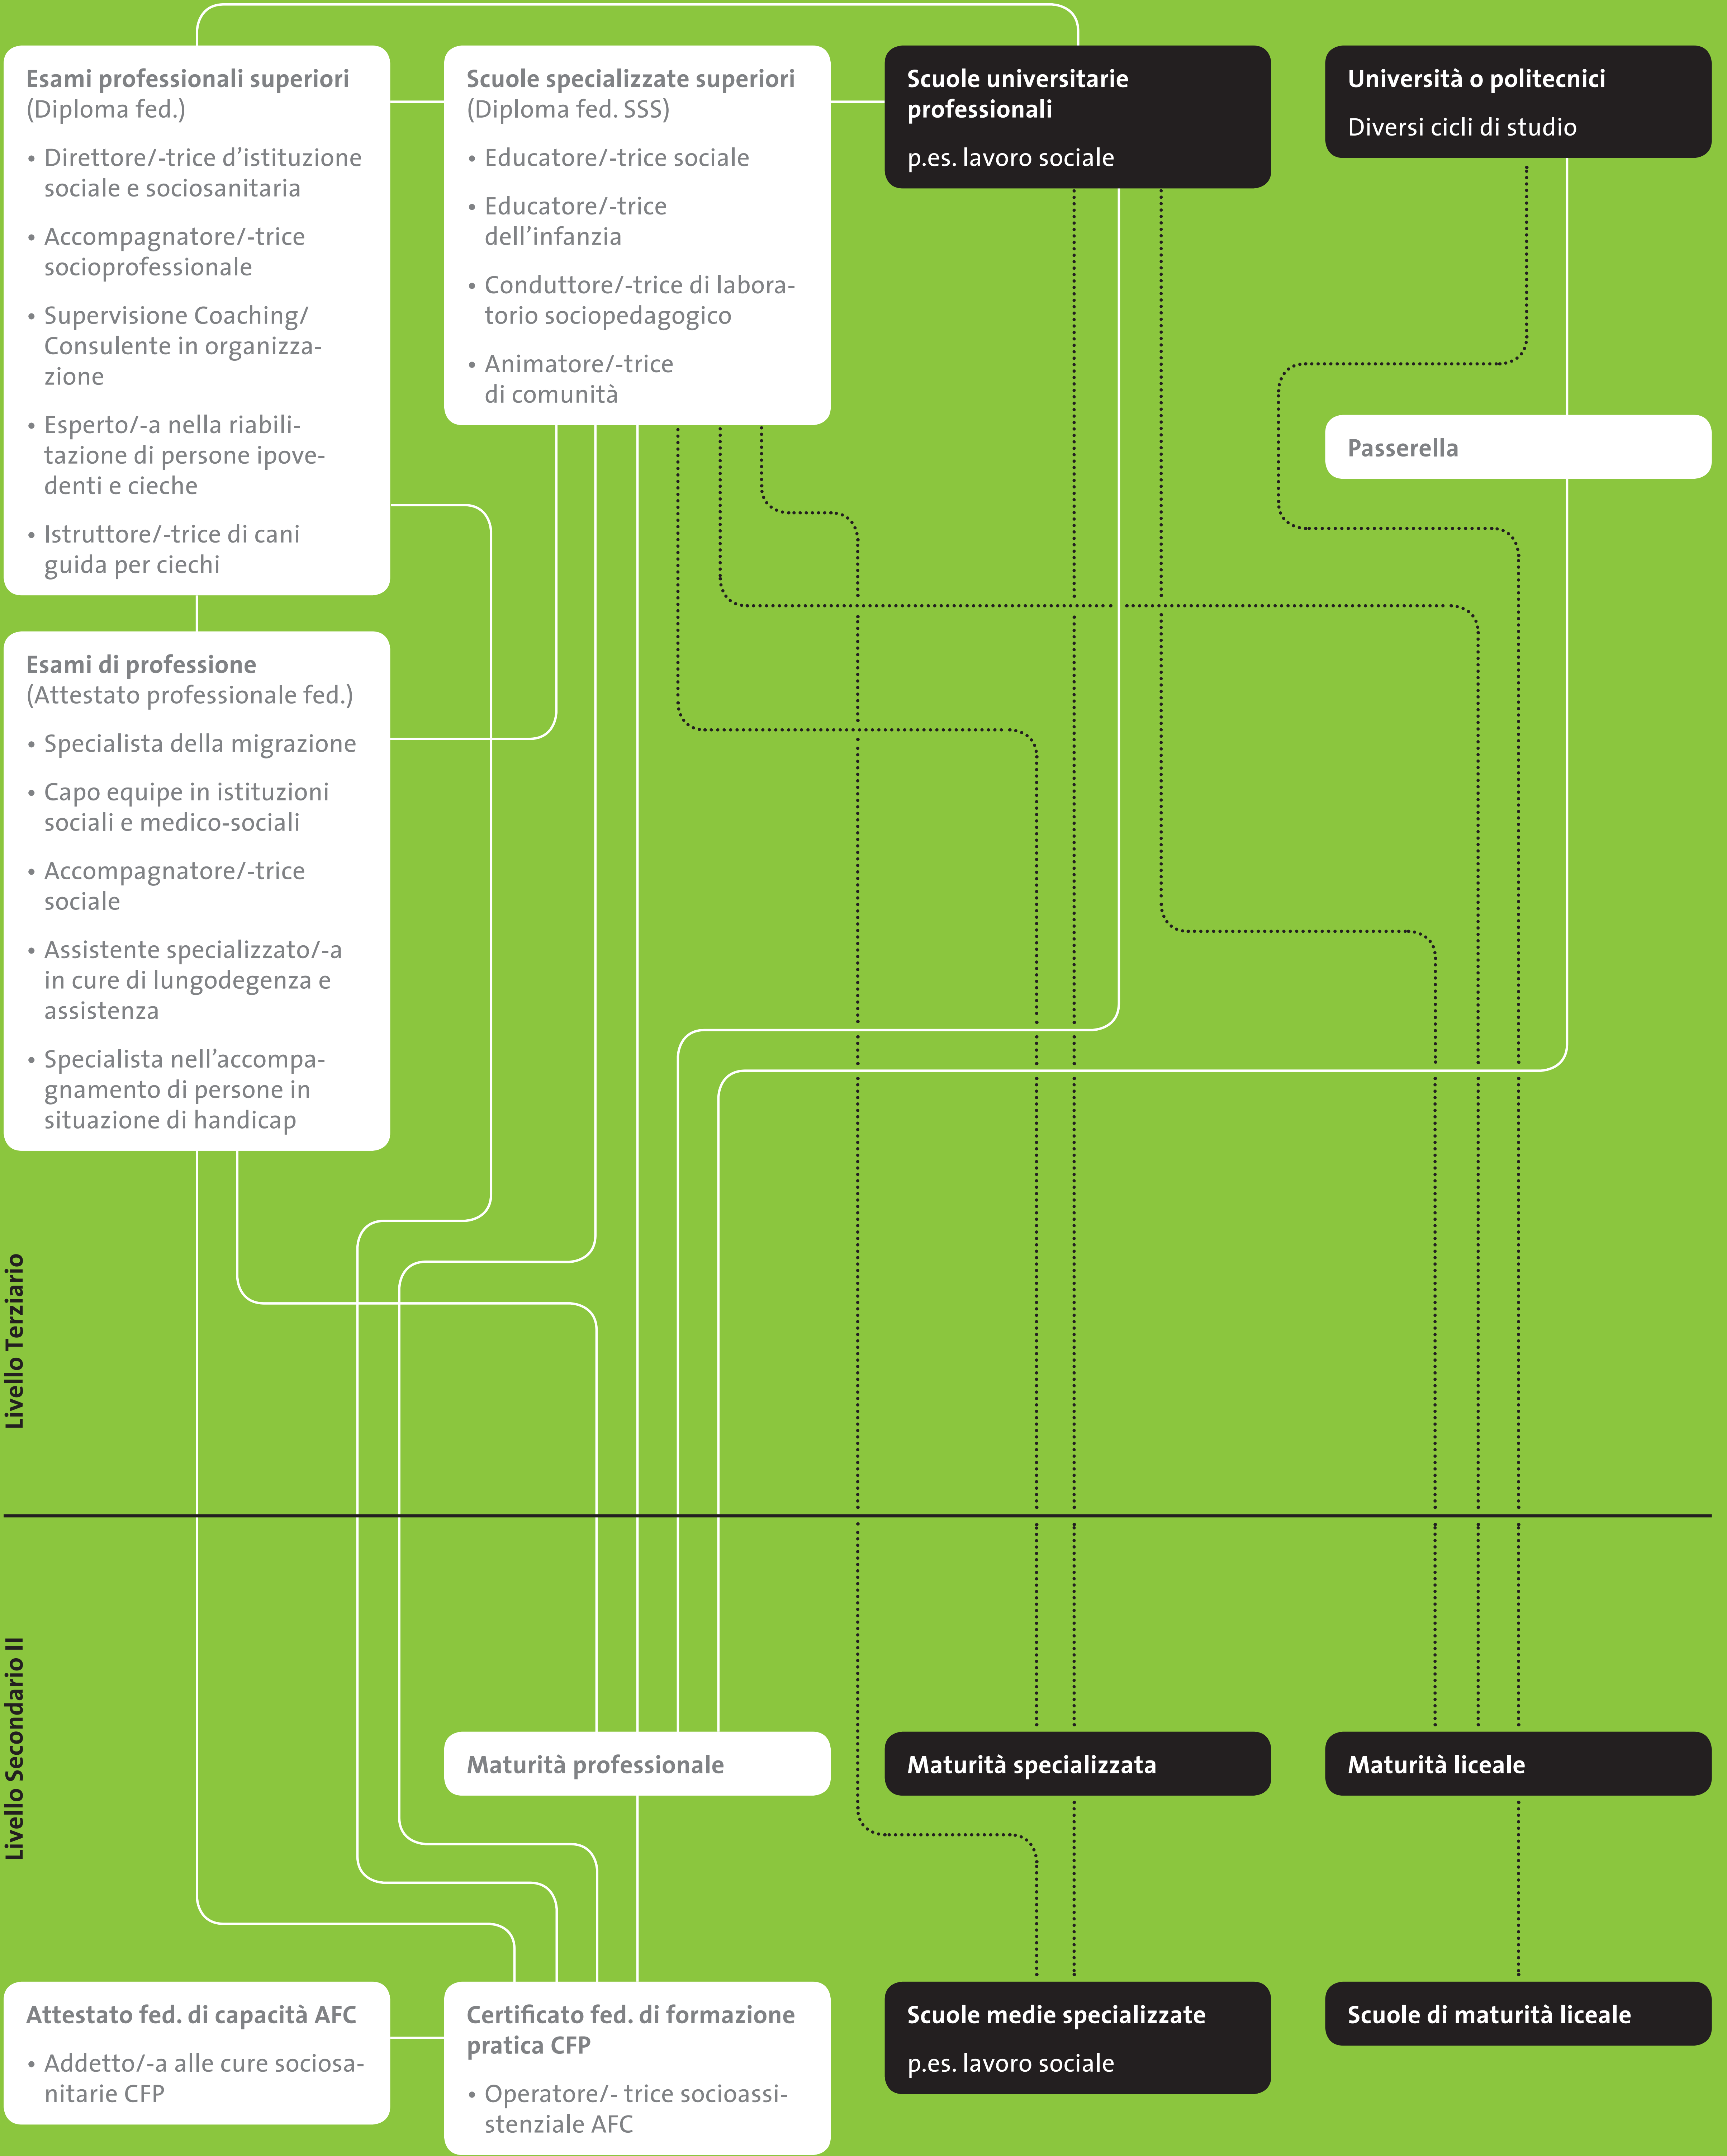 Esami professionali superiori
(Diploma fed.)
• Direttore/-trice d’istituzione
sociale e sociosanitaria
• Accompagnatore/-trice
socioprofessionale
• Supervisione Coaching/
Consulente in organizza-
zione
• Esperto/-a nella riabili-
tazione di persone ipove-
denti e cieche
• Istruttore/-trice di cani
guida per ciechi
Scuole specializzate superiori
(Diploma fed. SSS)
• Educatore/-trice sociale
• Educatore/-trice
dell’infanzia
• Conduttore/-trice di labora-
torio sociopedagogico
• Animatore/-trice
di comunità
Scuole universitarie
professionali
p.es. lavoro sociale
Università o politecnici
Diversi cicli di studio
Passerella
Esami di professione
(Attestato professionale fed.)
• Specialista della migrazione
• Capo equipe in istituzioni
sociali e medico-sociali
• Accompagnatore/-trice
sociale
• Assistente specializzato/-a
in cure di lungodegenza e
assistenza
• Specialista nell’accompa-
gnamento di persone in
situazione di handicap
Livello Terziario
Livello Secondario II
Maturità professionale
Maturità specializzata
Maturità liceale
Attestato fed. di capacità AFC
• Addetto/-a alle cure sociosa-
nitarie CFP
Certificato fed. di formazione
pratica CFP
• Operatore/- trice socioassi-
stenziale AFC
Scuole medie specializzate
p.es. lavoro sociale
Scuole di maturità liceale